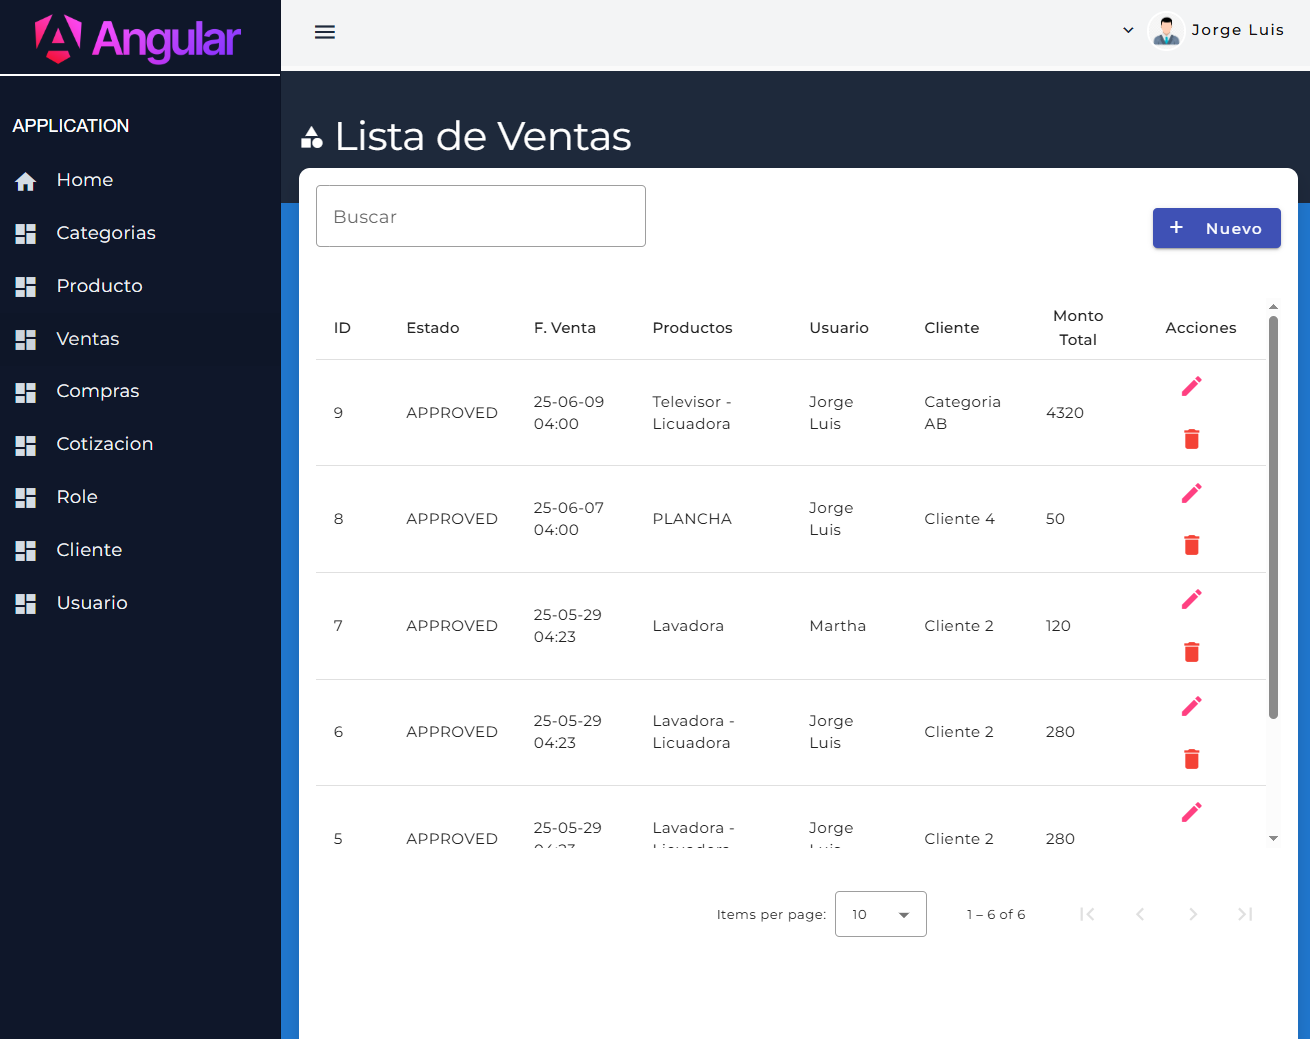 Angular
Jorge Luis
APPLICATION
Home
Categorias
Producto
Ventas
Compras
Cotizacion
Role
Cliente
Usuario
Lista de Ventas
Buscar
+ Nuevo
ID Estado F. Venta Productos Usuario Cliente Monto Total Acciones
9 APPROVED 25-06-09 04:00 Televisor - Licuadora Jorge Luis Categoria AB 4320
8 APPROVED 25-06-07 04:00 PLANCHA Jorge Luis Cliente 4 50
7 APPROVED 25-05-29 04:23 Lavadora Martha Cliente 2 120
6 APPROVED 25-05-29 04:23 Lavadora - Licuadora Jorge Luis Cliente 2 280
5 APPROVED 25-05-29 Lavadora - Jorge Cliente 2 280
Items per page: 10 1 – 6 of 6